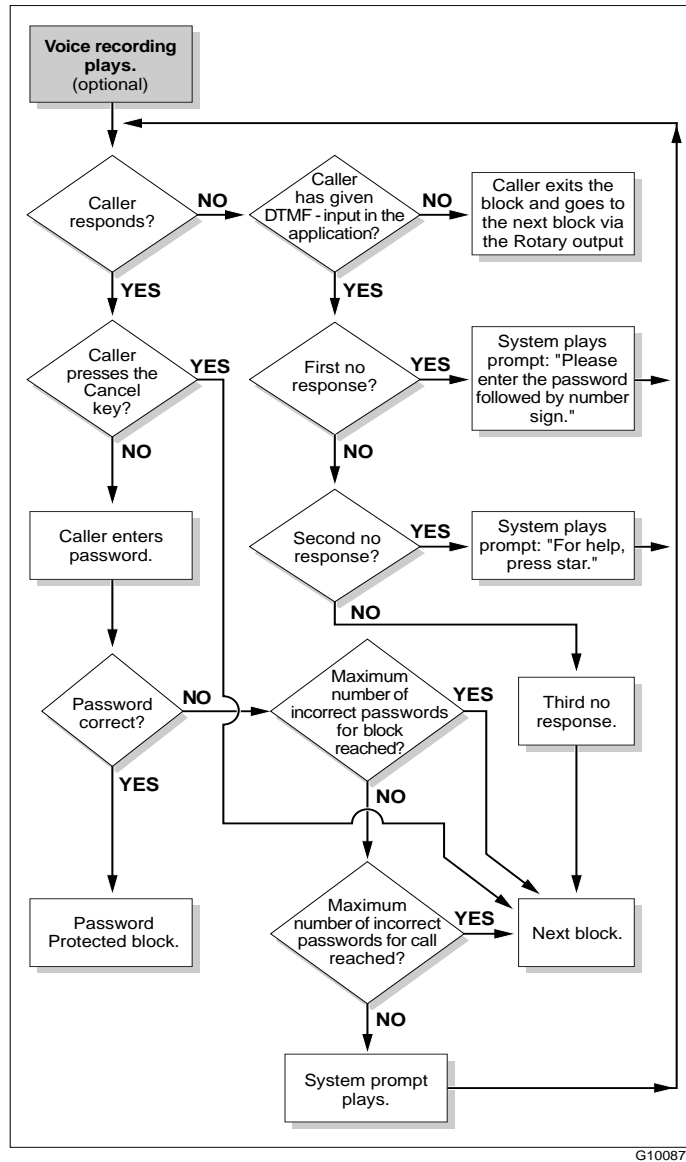 Voice recording
plays.
(optional)
Caller
responds?
NO
Caller
has given
DTMF - input in the
application?
NO
Caller exits the
block and goes to
the next block via
the Rotary output
YES
YES
Caller
presses the
Cancel
key?
YES
First no
response?
YES
System plays
prompt: "Please
enter the password
followed by number
sign."
NO
NO
Caller enters
password.
Second no
response?
YES
System plays
prompt: "For help,
press star."
NO
Password
correct?
NO
Maximum
number of
incorrect passwords
for block
reached?
YES
Third no
response.
YES
NO
Password
Protected block.
Maximum
number of incorrect
passwords for call
reached?
YES
Next block.
NO
System prompt
plays.
G10087